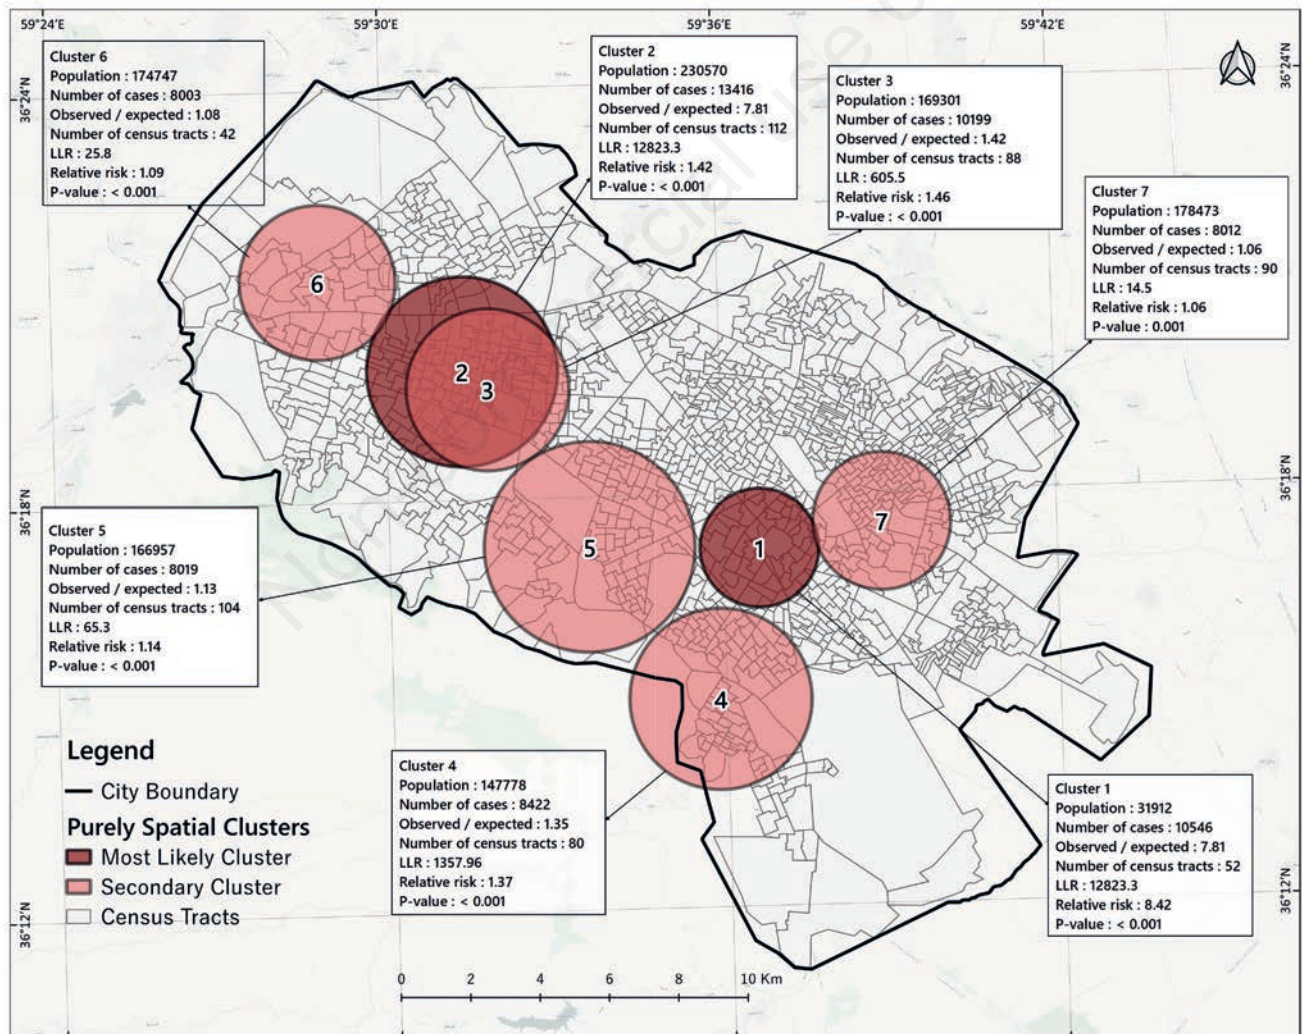 59°24'E
59°30'E
59°36'E
59°42'E
36°24'N
36°24'N
Cluster 6
Population : 174747
Number of cases : 8003
Observed / expected : 1.08
Number of census tracts : 42
LLR : 25.8
Relative risk : 1.09
P-value : < 0.001
Cluster 2
Population : 230570
Number of cases : 13416
Observed / expected : 7.81
Number of census tracts : 112
LLR : 12823.3
Relative risk : 1.42
P-value : < 0.001
Cluster 3
Population : 169301
Number of cases : 10199
Observed / expected : 1.42
Number of census tracts : 88
LLR : 605.5
Relative risk : 1.46
P-value : < 0.001
Cluster 7
Population : 178473
Number of cases : 8012
Observed / expected : 1.06
Number of census tracts : 90
LLR : 14.5
Relative risk : 1.06
P-value : 0.001
6
2
3
5
1
7
4
36°18'N
36°18'N
Cluster 5
Population : 166957
Number of cases : 8019
Observed / expected : 1.13
Number of census tracts : 104
LLR : 65.3
Relative risk : 1.14
P-value : < 0.001
Legend
City Boundary
Purely Spatial Clusters
Most Likely Cluster
Secondary Cluster
Census Tracts
Cluster 4
Population : 147778
Number of cases : 8422
Observed / expected : 1.35
Number of census tracts : 80
LLR : 1357.96
Relative risk : 1.37
P-value : < 0.001
Cluster 1
Population : 31912
Number of cases : 10546
Observed / expected : 7.81
Number of census tracts : 52
LLR : 12823.3
Relative risk : 8.42
P-value : < 0.001
36°12'N
36°12'N
0 2 4 6 8 10 Km